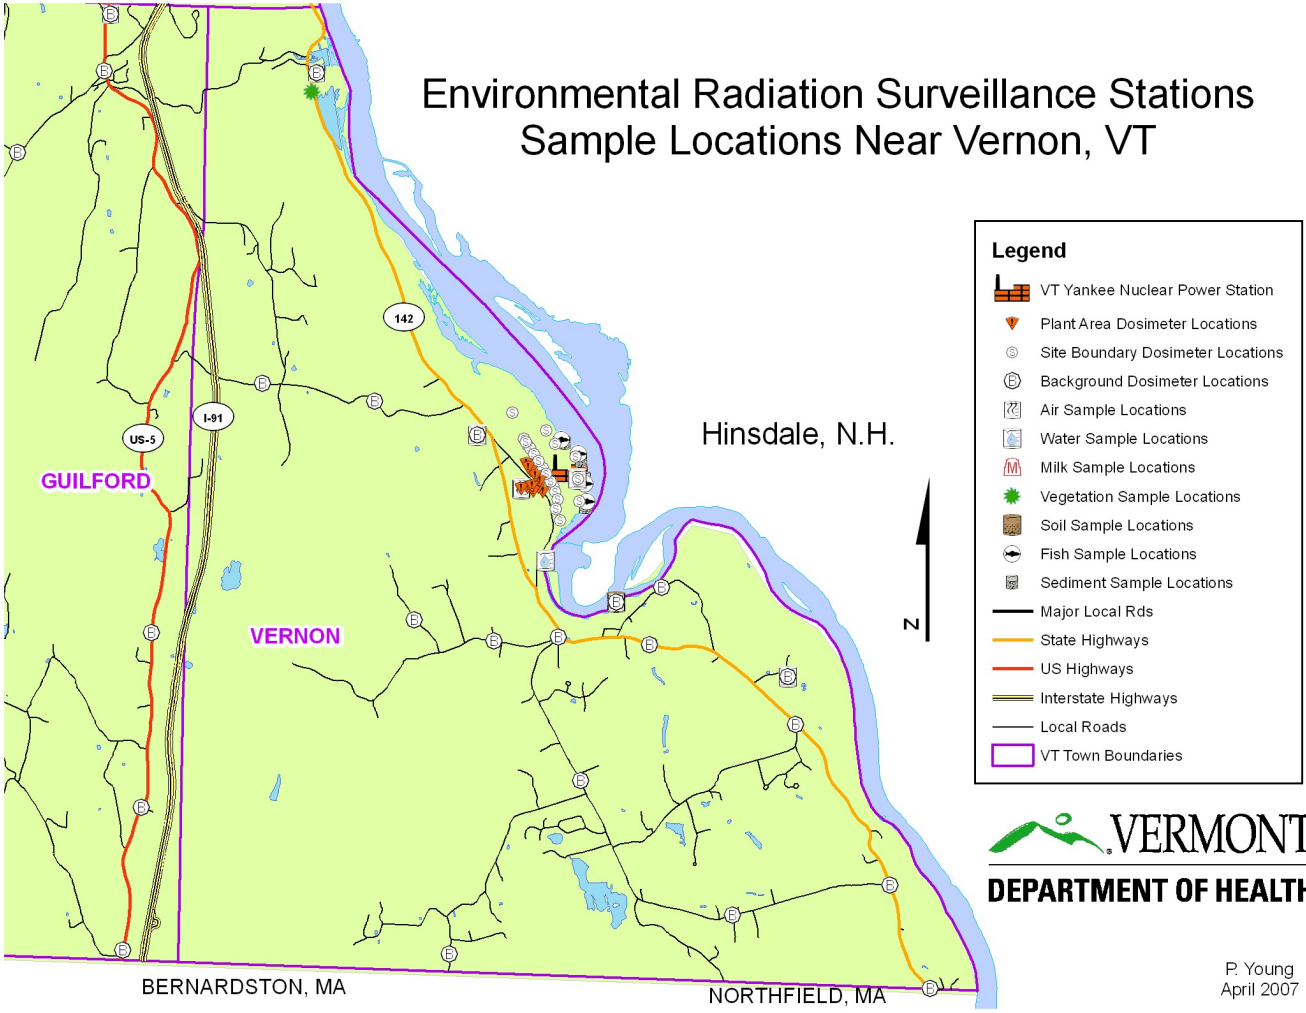 Environmental Radiation Surveillance Stations
Sample Locations Near Vernon, VT
Legend
VT Yankee Nuclear Power Station
Plant Area Dosimeter Locations
S Site Boundary Dosimeter Locations
B Background Dosimeter Locations
Air Sample Locations
Water Sample Locations
M Milk Sample Locations
Vegetation Sample Locations
Soil Sample Locations
Fish Sample Locations
Sediment Sample Locations
Major Local Rds
State Highways
US Highways
Interstate Highways
Local Roads
VT Town Boundaries
142
I-91
US-5
Hinsdale, N.H.
GUILFORD
VERNON
N
BERNARDSTON, MA
NORTHFIELD, MA
VERMONT
DEPARTMENT OF HEALTH
P. Young
April 2007